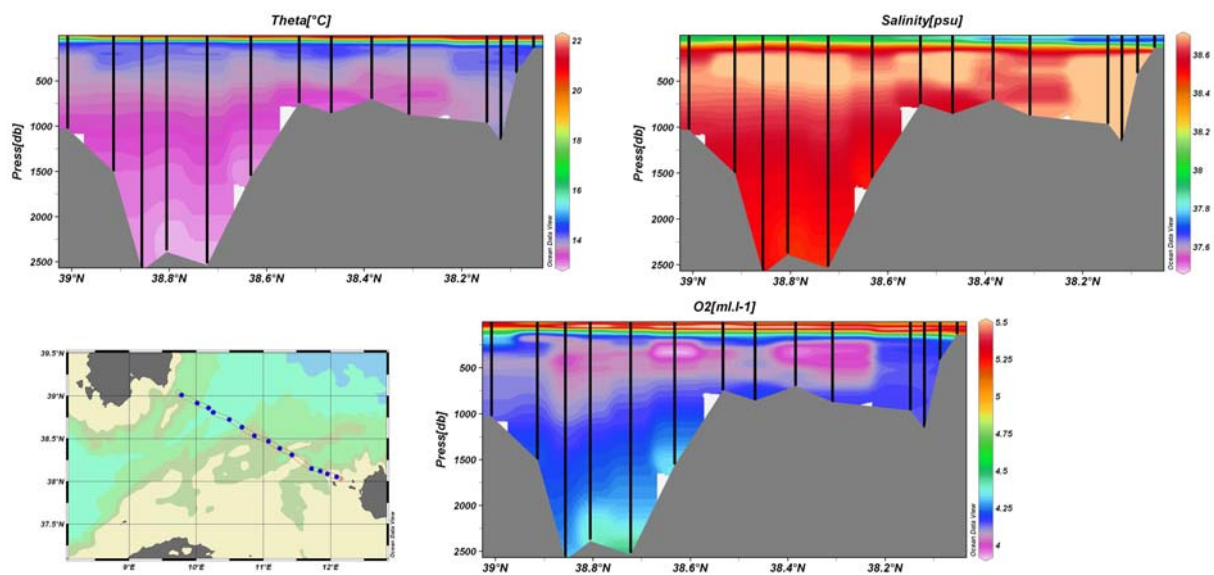 Theta[°C]
Press[db]
500
1000
1500
2000
2500
39°N 38.8°N 38.6°N 38.4°N 38.2°N
22
20
18
16
14
Ocean Data View
Salinity[psu]
Press[db]
500
1000
1500
2000
2500
39°N 38.8°N 38.6°N 38.4°N 38.2°N
38.6
38.4
38.2
38
37.8
37.6
Ocean Data View
39.5°N
39°N
38.5°N
38°N
37.5°N
9°E 10°E 11°E 12°E
Ocean Data View
O2[ml.l-1]
Press[db]
500
1000
1500
2000
2500
39°N 38.8°N 38.6°N 38.4°N 38.2°N
5.5
5.25
5
4.75
4.5
4.25
4
Ocean Data View